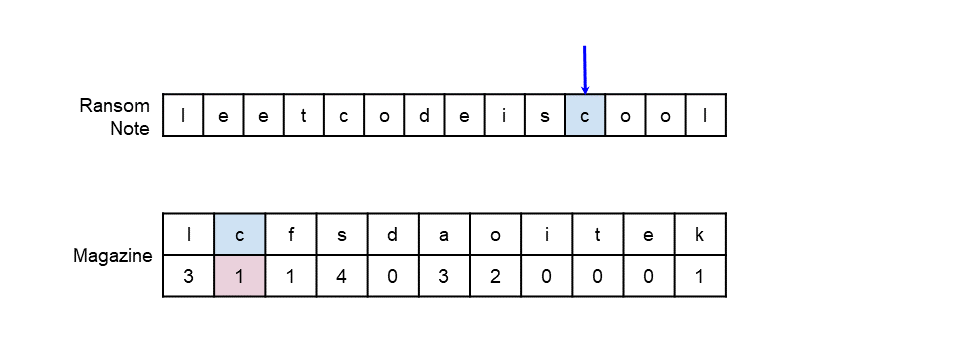 Ransom Note
l e e t c o d e i s c o o l
Magazine
l c f s d a o i t e k
3 1 1 4 0 3 2 0 0 0 1